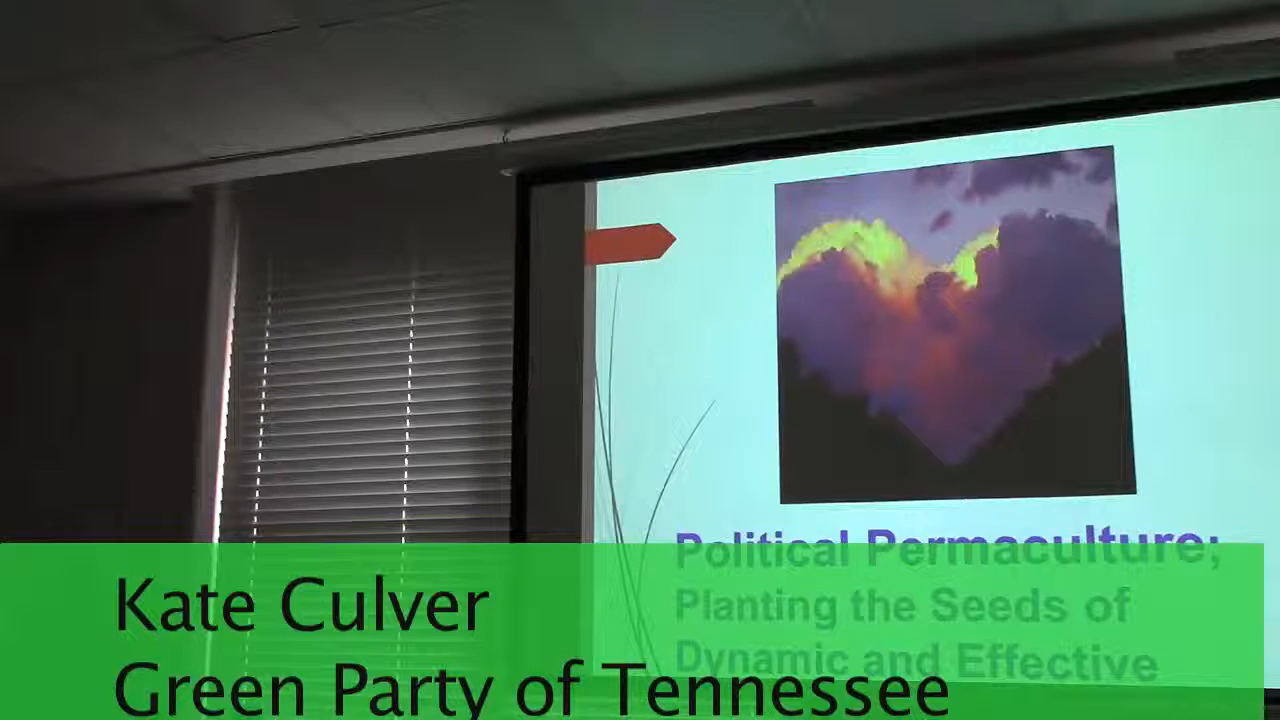 Political Permaculture;
Planting the Seeds of
Dynamic and Effective
Kate Culver
Green Party of Tennessee